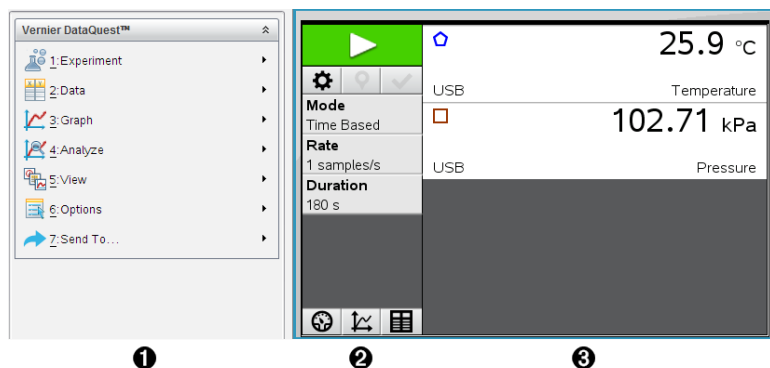 Vernier DataQuest™
1:Experiment
2:Data
3:Graph
4:Analyze
5:View
6:Options
7:Send To...
Mode
Time Based
Rate
1 samples/s
Duration
180 s
25.9 °C
USB Temperature
102.71 kPa
USB Pressure
❶ ❷ ❸